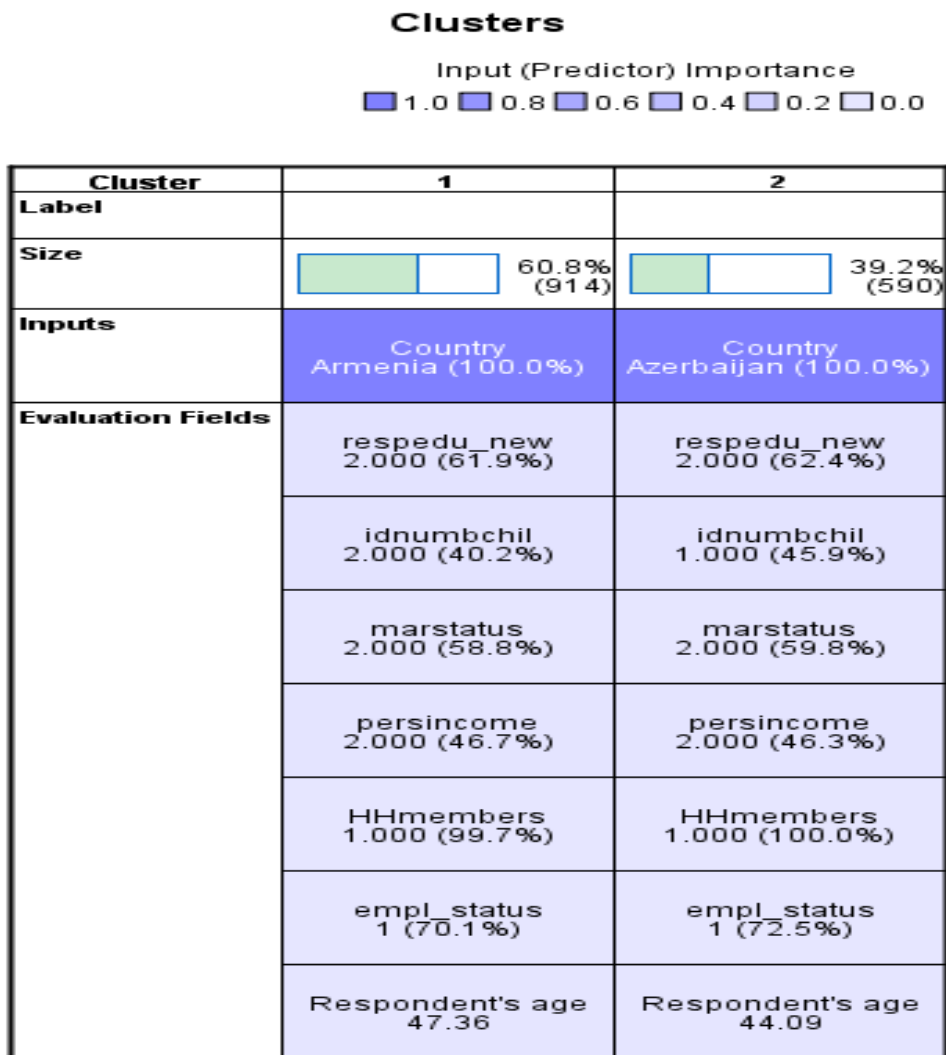 Clusters
Input (Predictor) Importance
1.0 0.8 0.6 0.4 0.2 0.0
Cluster 1 2
Label
Size
60.8%
(914)
39.2%
(590)
Inputs
Country
Armenia (100.0%)
Country
Azerbaijan (100.0%)
Evaluation Fields
respedu_new
2.000 (61.9%)
respedu_new
2.000 (62.4%)
idnumbchil
2.000 (40.2%)
idnumbchil
1.000 (45.9%)
marstatus
2.000 (58.8%)
marstatus
2.000 (59.8%)
persincome
2.000 (46.7%)
persincome
2.000 (46.3%)
HHmembers
1.000 (99.7%)
HHmembers
1.000 (100.0%)
empl_status
1 (70.1%)
empl_status
1 (72.5%)
Respondent's age
47.36
Respondent's age
44.09